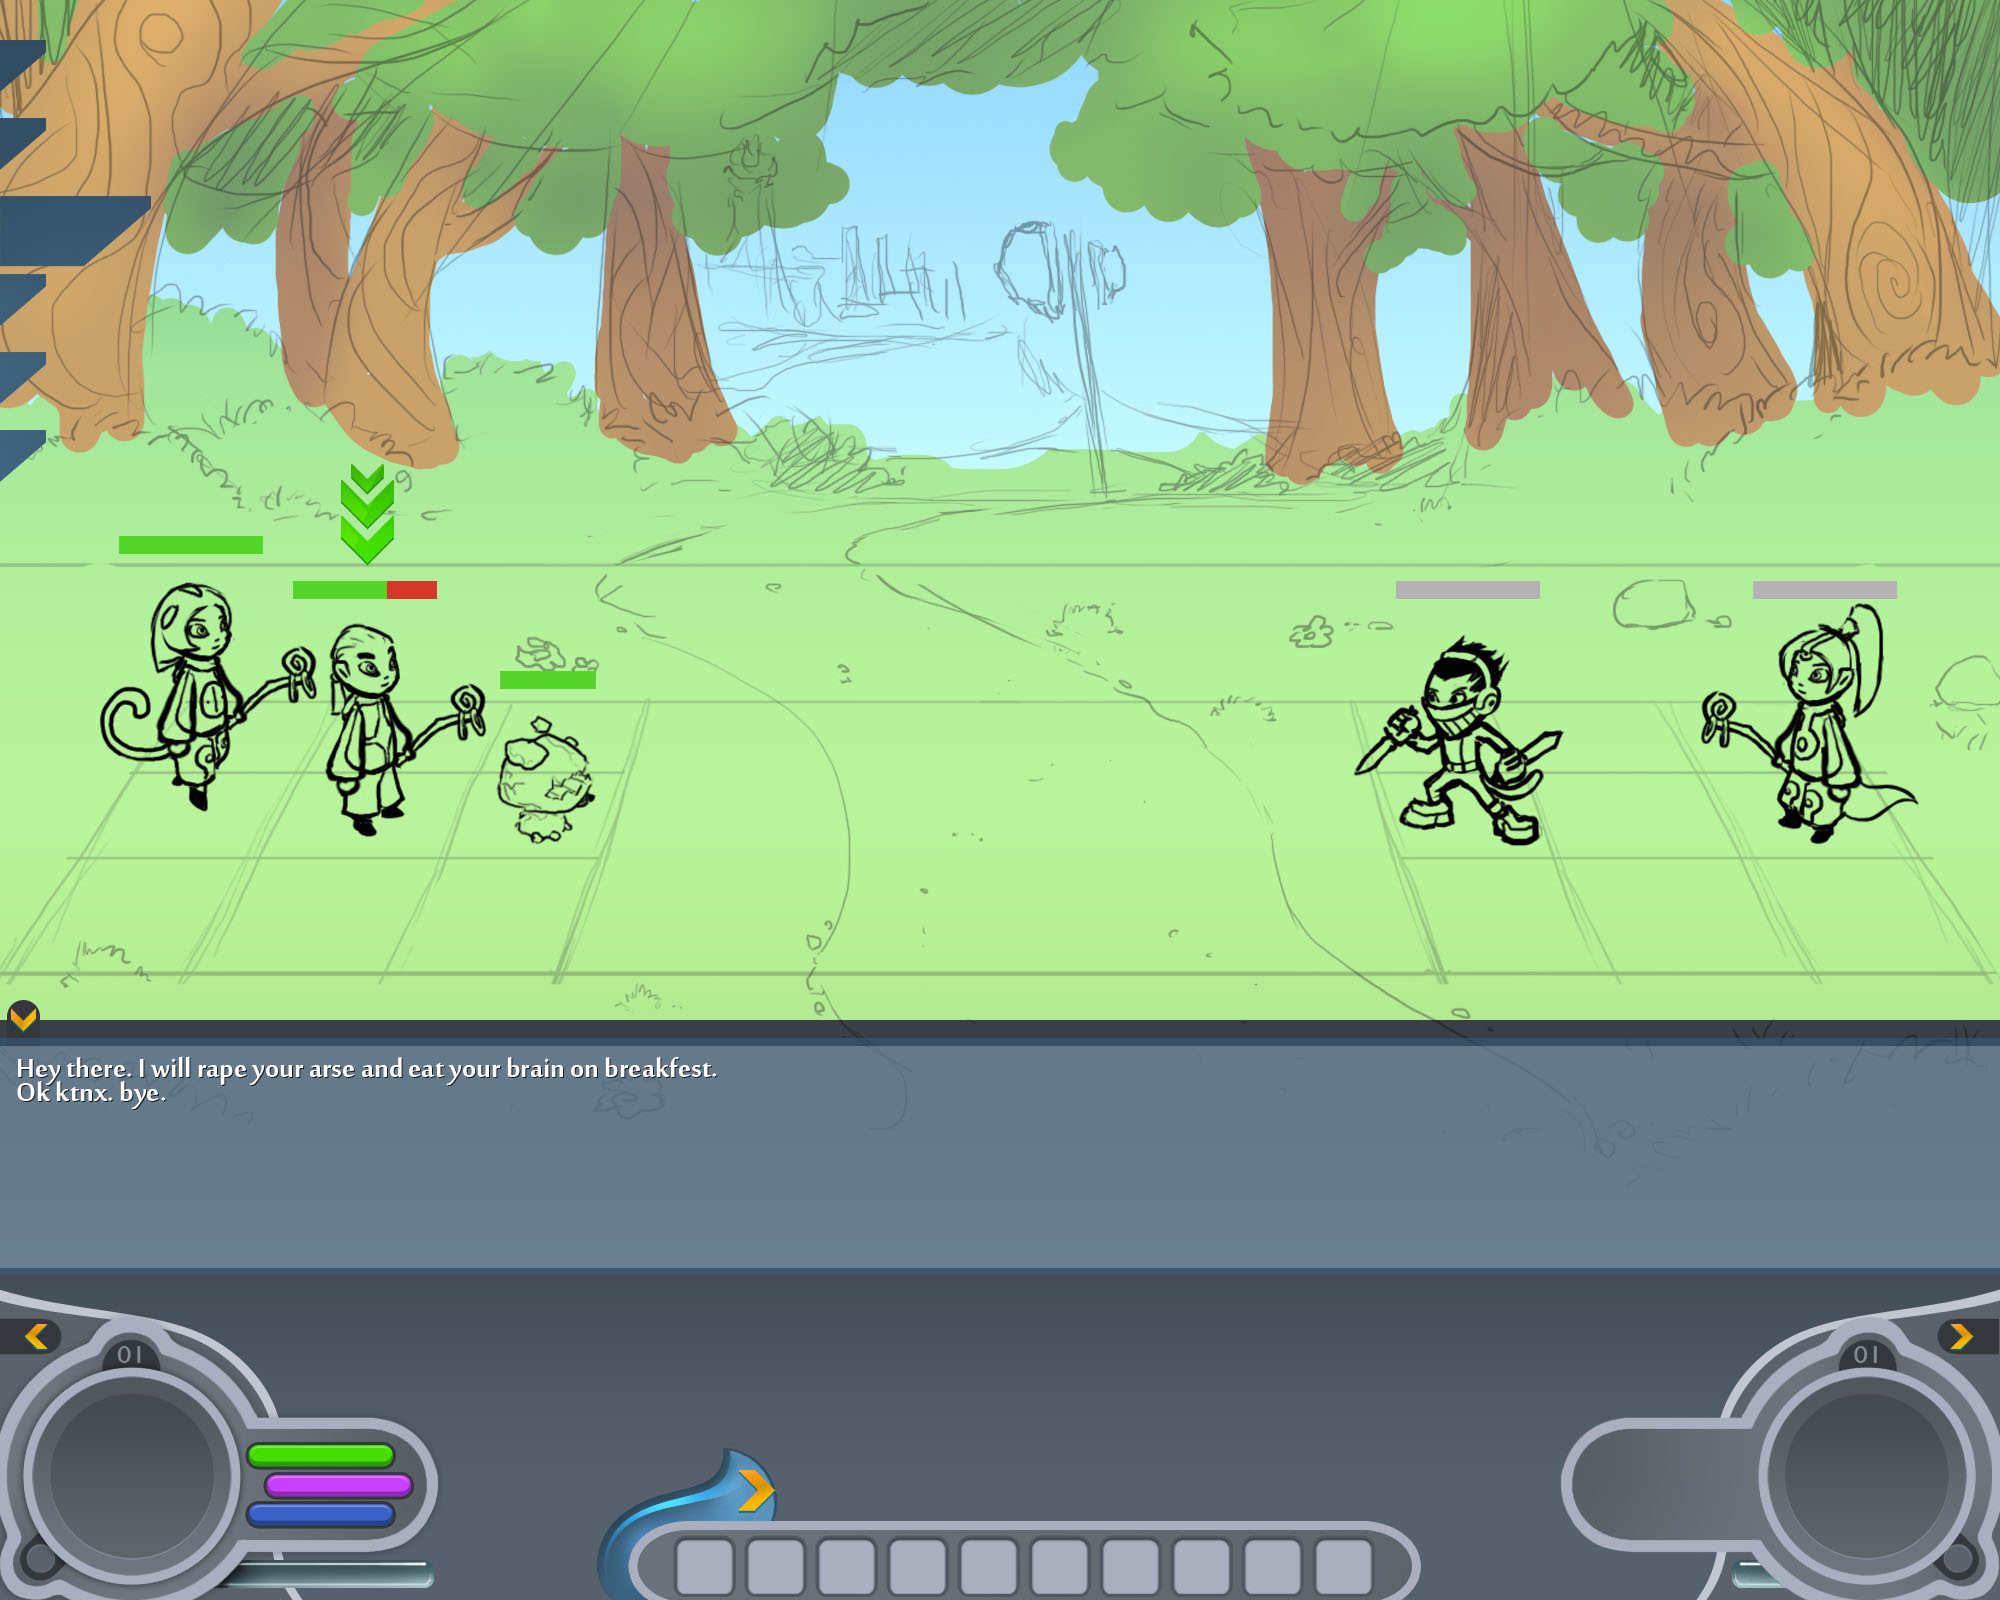 Hey there. I will rape your arse and eat your brain on breakfest.
Ok ktnx. bye.
01
01